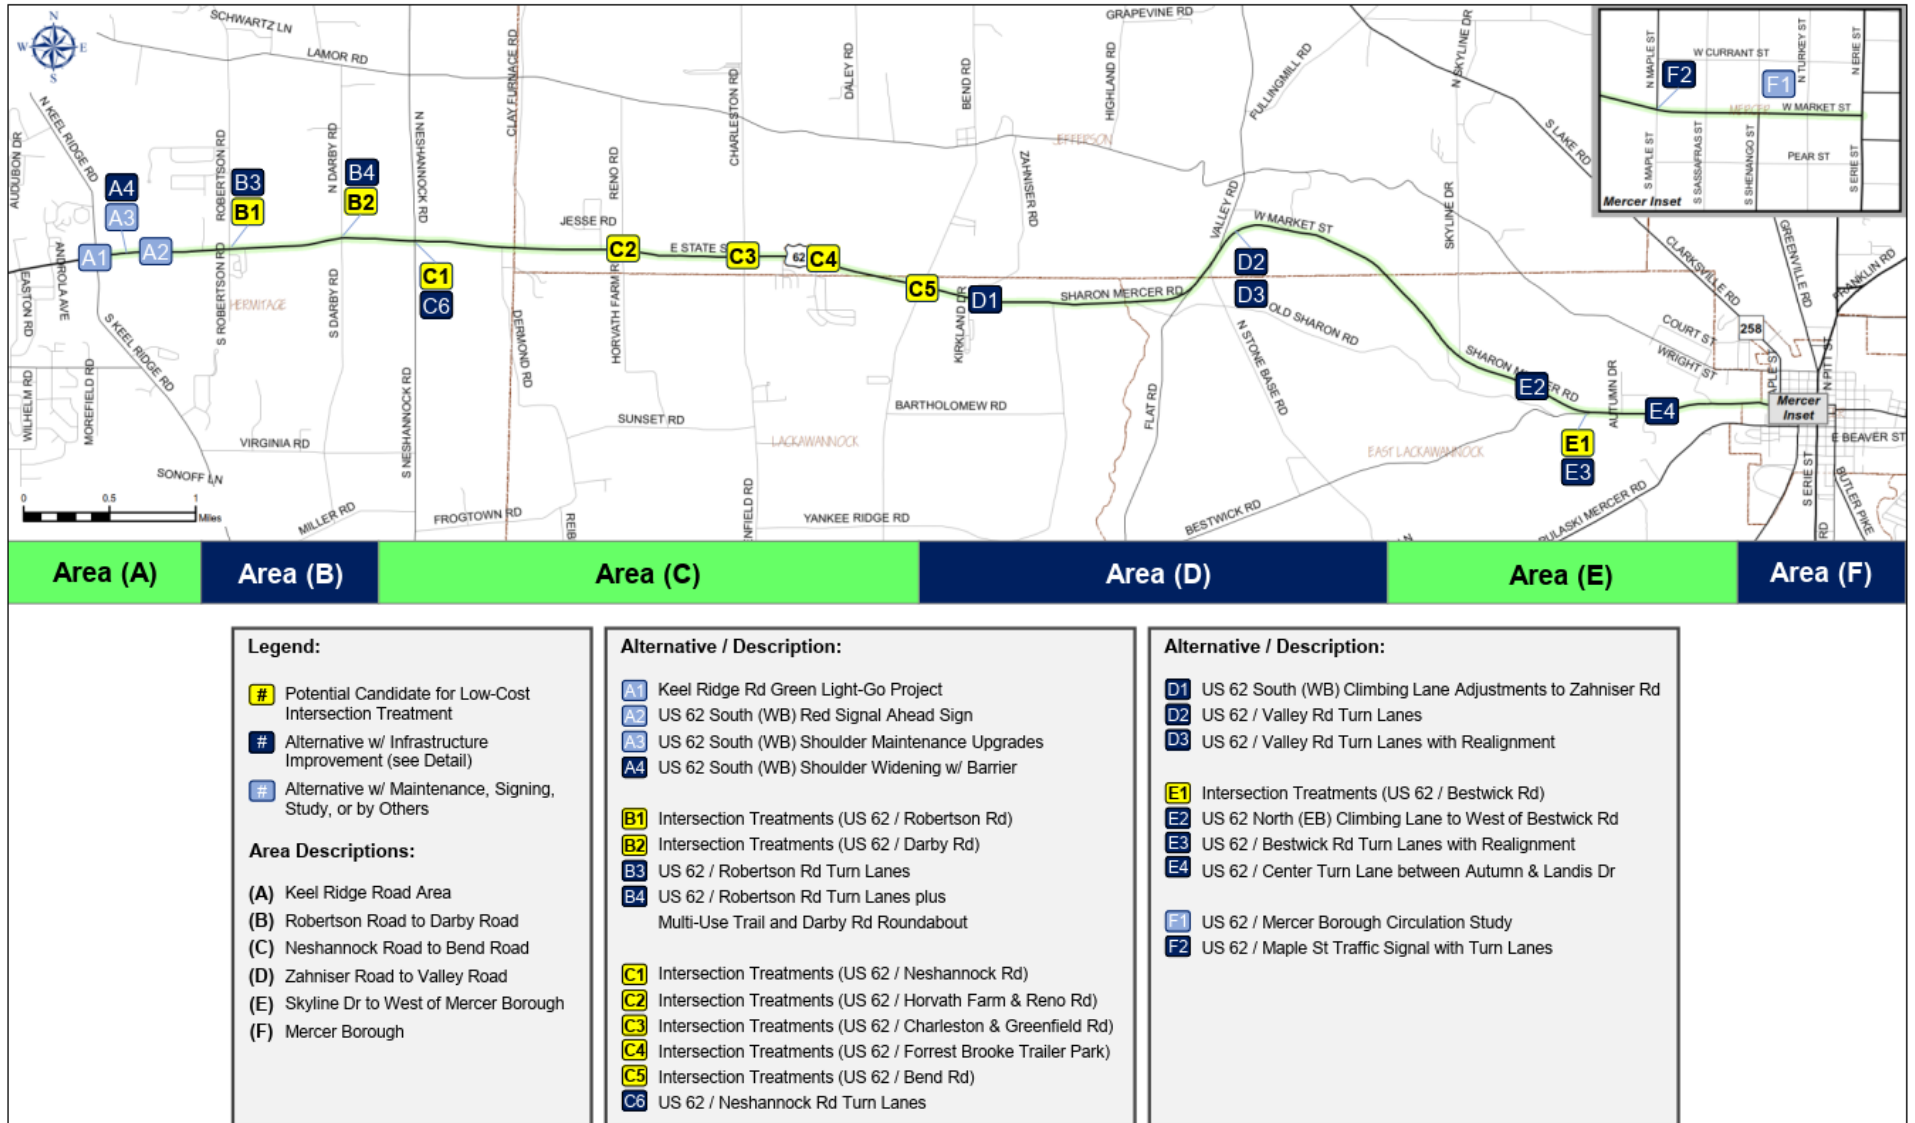 N
W
E
S
SCHWARTZ LN
LAMOR RD
CLAY FURNACE RD
CHARLESTON RD
DALEY RD
BEND RD
GRAPEVINE RD
HIGHLAND RD
FULLINGMILL RD
N SKYLINE DR
S LAKE RD
N KEEL RIDGE RD
AUDUBON DR
ROBERTSON RD
N DARBY RD
N NESHANNOCK RD
RENO RD
JESSE RD
ZAHNISER RD
JEFFERSON
VALLEY RD
W MARKET ST
SKYLINE DR
A4
A3
A1
A2
B3
B1
B4
B2
C1
C6
C2
E STATE S
C3
62
C4
C5
D1
D2
D3
E2
E1
E3
E4
EASTON RD
ANDROLA AVE
S ROBERTSON RD
HERMITAGE
S DARBY RD
S KEEL RIDGE RD
WILHELM RD
MOREFIELD RD
VIRGINIA RD
SONOFF LN
MILLER RD
S NESHANNOCK RD
FROGTOWN RD
DERMOND RD
HORVATH FARM R
SUNSET RD
REIB
NFIELD RD
LACKAWANNOCK
YANKEE RIDGE RD
BARTHOLOMEW RD
KIRKLAND DR
SHARON MERCER RD
FLAT RD
N STONE BASE RD
OLD SHARON RD
BESTWICK RD
EAST LACKAWANNOCK
LN
PULASKI MERCER RD
SHARON MERCER RD
AUTUMN DR
COURT ST
WRIGHT ST
CLARKSVILLE RD
GREENVILLE RD
FRANKLIN RD
258
APLE ST
N PITT ST
Mercer
Inset
E BEAVER ST
S ERIE ST
BUTLER PIKE
RD
0
0.5
1
Miles
N MAPLE ST
W CURRANT ST
N TURKEY ST
N ERIE ST
F2
F1
MERCER
W MARKET ST
S MAPLE ST
S SASSAFRAS ST
S SHENANGO ST
PEAR ST
S ERIE ST
Mercer Inset
Area (A)
Area (B)
Area (C)
Area (D)
Area (E)
Area (F)
Legend:
# Potential Candidate for Low-Cost
Intersection Treatment
# Alternative w/ Infrastructure
Improvement (see Detail)
# Alternative w/ Maintenance, Signing,
Study, or by Others
Area Descriptions:
(A) Keel Ridge Road Area
(B) Robertson Road to Darby Road
(C) Neshannock Road to Bend Road
(D) Zahniser Road to Valley Road
(E) Skyline Dr to West of Mercer Borough
(F) Mercer Borough
Alternative / Description:
A1 Keel Ridge Rd Green Light-Go Project
A2 US 62 South (WB) Red Signal Ahead Sign
A3 US 62 South (WB) Shoulder Maintenance Upgrades
A4 US 62 South (WB) Shoulder Widening w/ Barrier
B1 Intersection Treatments (US 62 / Robertson Rd)
B2 Intersection Treatments (US 62 / Darby Rd)
B3 US 62 / Robertson Rd Turn Lanes
B4 US 62 / Robertson Rd Turn Lanes plus
Multi-Use Trail and Darby Rd Roundabout
C1 Intersection Treatments (US 62 / Neshannock Rd)
C2 Intersection Treatments (US 62 / Horvath Farm & Reno Rd)
C3 Intersection Treatments (US 62 / Charleston & Greenfield Rd)
C4 Intersection Treatments (US 62 / Forrest Brooke Trailer Park)
C5 Intersection Treatments (US 62 / Bend Rd)
C6 US 62 / Neshannock Rd Turn Lanes
Alternative / Description:
D1 US 62 South (WB) Climbing Lane Adjustments to Zahniser Rd
D2 US 62 / Valley Rd Turn Lanes
D3 US 62 / Valley Rd Turn Lanes with Realignment
E1 Intersection Treatments (US 62 / Bestwick Rd)
E2 US 62 North (EB) Climbing Lane to West of Bestwick Rd
E3 US 62 / Bestwick Rd Turn Lanes with Realignment
E4 US 62 / Center Turn Lane between Autumn & Landis Dr
F1 US 62 / Mercer Borough Circulation Study
F2 US 62 / Maple St Traffic Signal with Turn Lanes